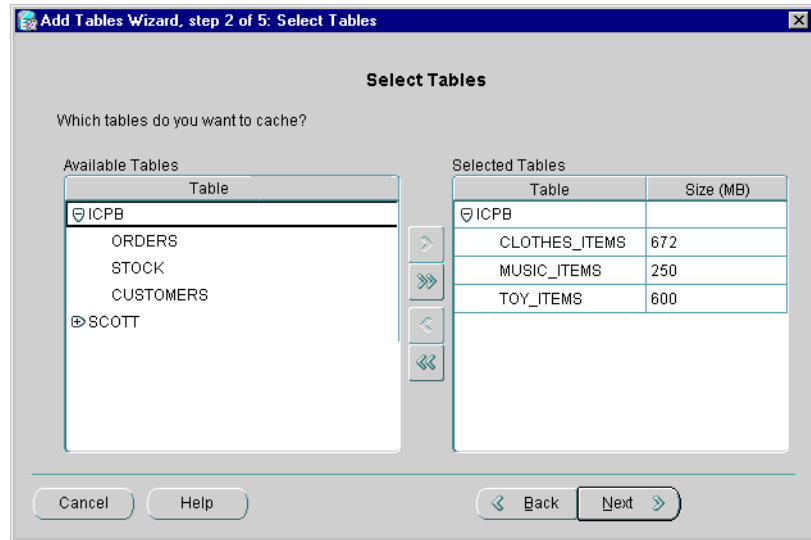 Add Tables Wizard, step 2 of 5: Select Tables
Select Tables
Which tables do you want to cache?
Available Tables
Table
ICPB
ORDERS
STOCK
CUSTOMERS
SCOTT
Selected Tables
Table Size (MB)
ICPB
CLOTHES_ITEMS 672
MUSIC_ITEMS 250
TOY_ITEMS 600
Cancel Help Back Next